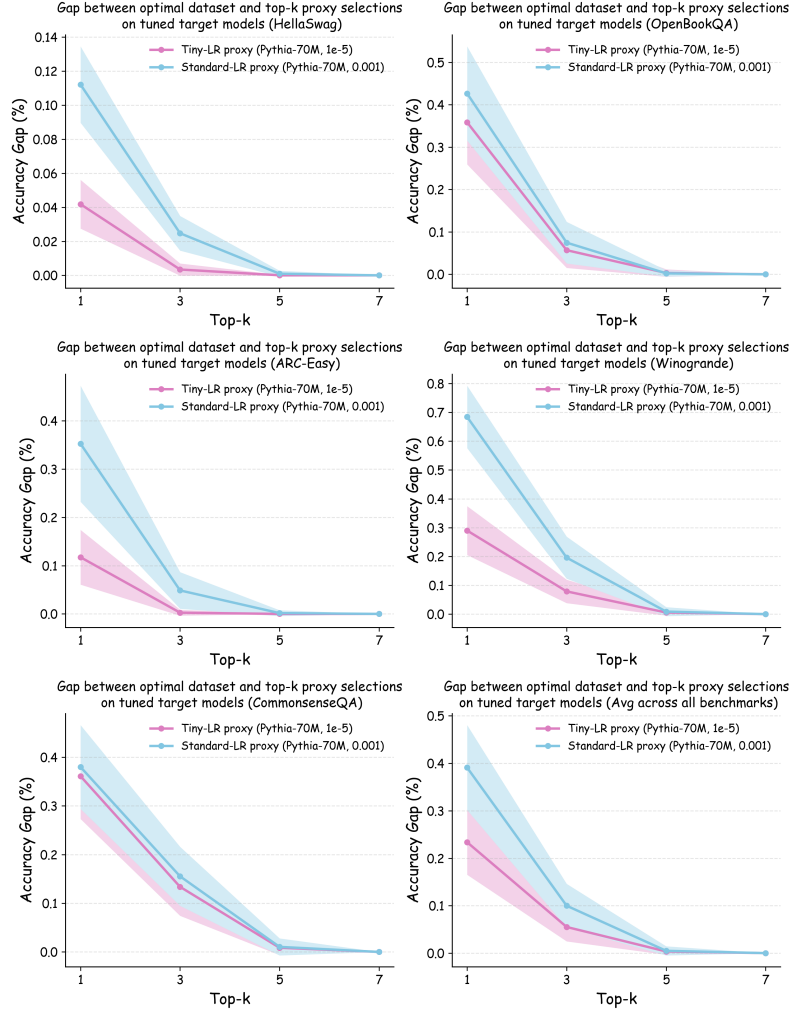 Gap between optimal dataset and top-k proxy selections
on tuned target models (HellaSwag)
Tiny-LR proxy (Pythia-70M, 1e-5)
Standard-LR proxy (Pythia-70M, 0.001)
Accuracy Gap (%)
0.14
0.12
0.10
0.08
0.06
0.04
0.02
0.00
1 3 5 7
Top-k
Gap between optimal dataset and top-k proxy selections
on tuned target models (OpenBookQA)
Tiny-LR proxy (Pythia-70M, 1e-5)
Standard-LR proxy (Pythia-70M, 0.001)
Accuracy Gap (%)
0.5
0.4
0.3
0.2
0.1
0.0
1 3 5 7
Top-k
Gap between optimal dataset and top-k proxy selections
on tuned target models (ARC-Easy)
Tiny-LR proxy (Pythia-70M, 1e-5)
Standard-LR proxy (Pythia-70M, 0.001)
Accuracy Gap (%)
0.4
0.3
0.2
0.1
0.0
1 3 5 7
Top-k
Gap between optimal dataset and top-k proxy selections
on tuned target models (Winogrande)
Tiny-LR proxy (Pythia-70M, 1e-5)
Standard-LR proxy (Pythia-70M, 0.001)
Accuracy Gap (%)
0.8
0.7
0.6
0.5
0.4
0.3
0.2
0.1
0.0
1 3 5 7
Top-k
Gap between optimal dataset and top-k proxy selections
on tuned target models (CommonsenseQA)
Tiny-LR proxy (Pythia-70M, 1e-5)
Standard-LR proxy (Pythia-70M, 0.001)
Accuracy Gap (%)
0.4
0.3
0.2
0.1
0.0
1 3 5 7
Top-k
Gap between optimal dataset and top-k proxy selections
on tuned target models (Avg across all benchmarks)
Tiny-LR proxy (Pythia-70M, 1e-5)
Standard-LR proxy (Pythia-70M, 0.001)
Accuracy Gap (%)
0.5
0.4
0.3
0.2
0.1
0.0
1 3 5 7
Top-k